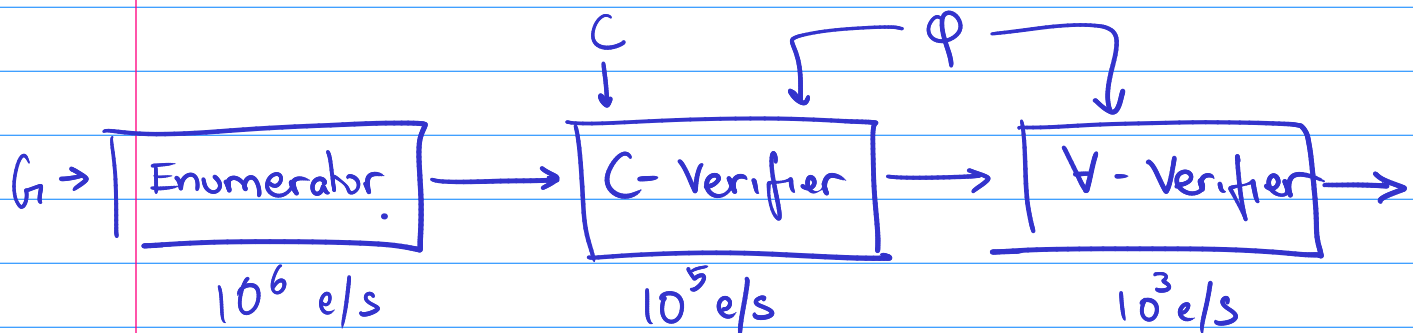 C φ
G → Enumerator. → C- Verifier → ∀ - Verifier →
10⁶ e/s 10⁵ e/s 10³ e/s